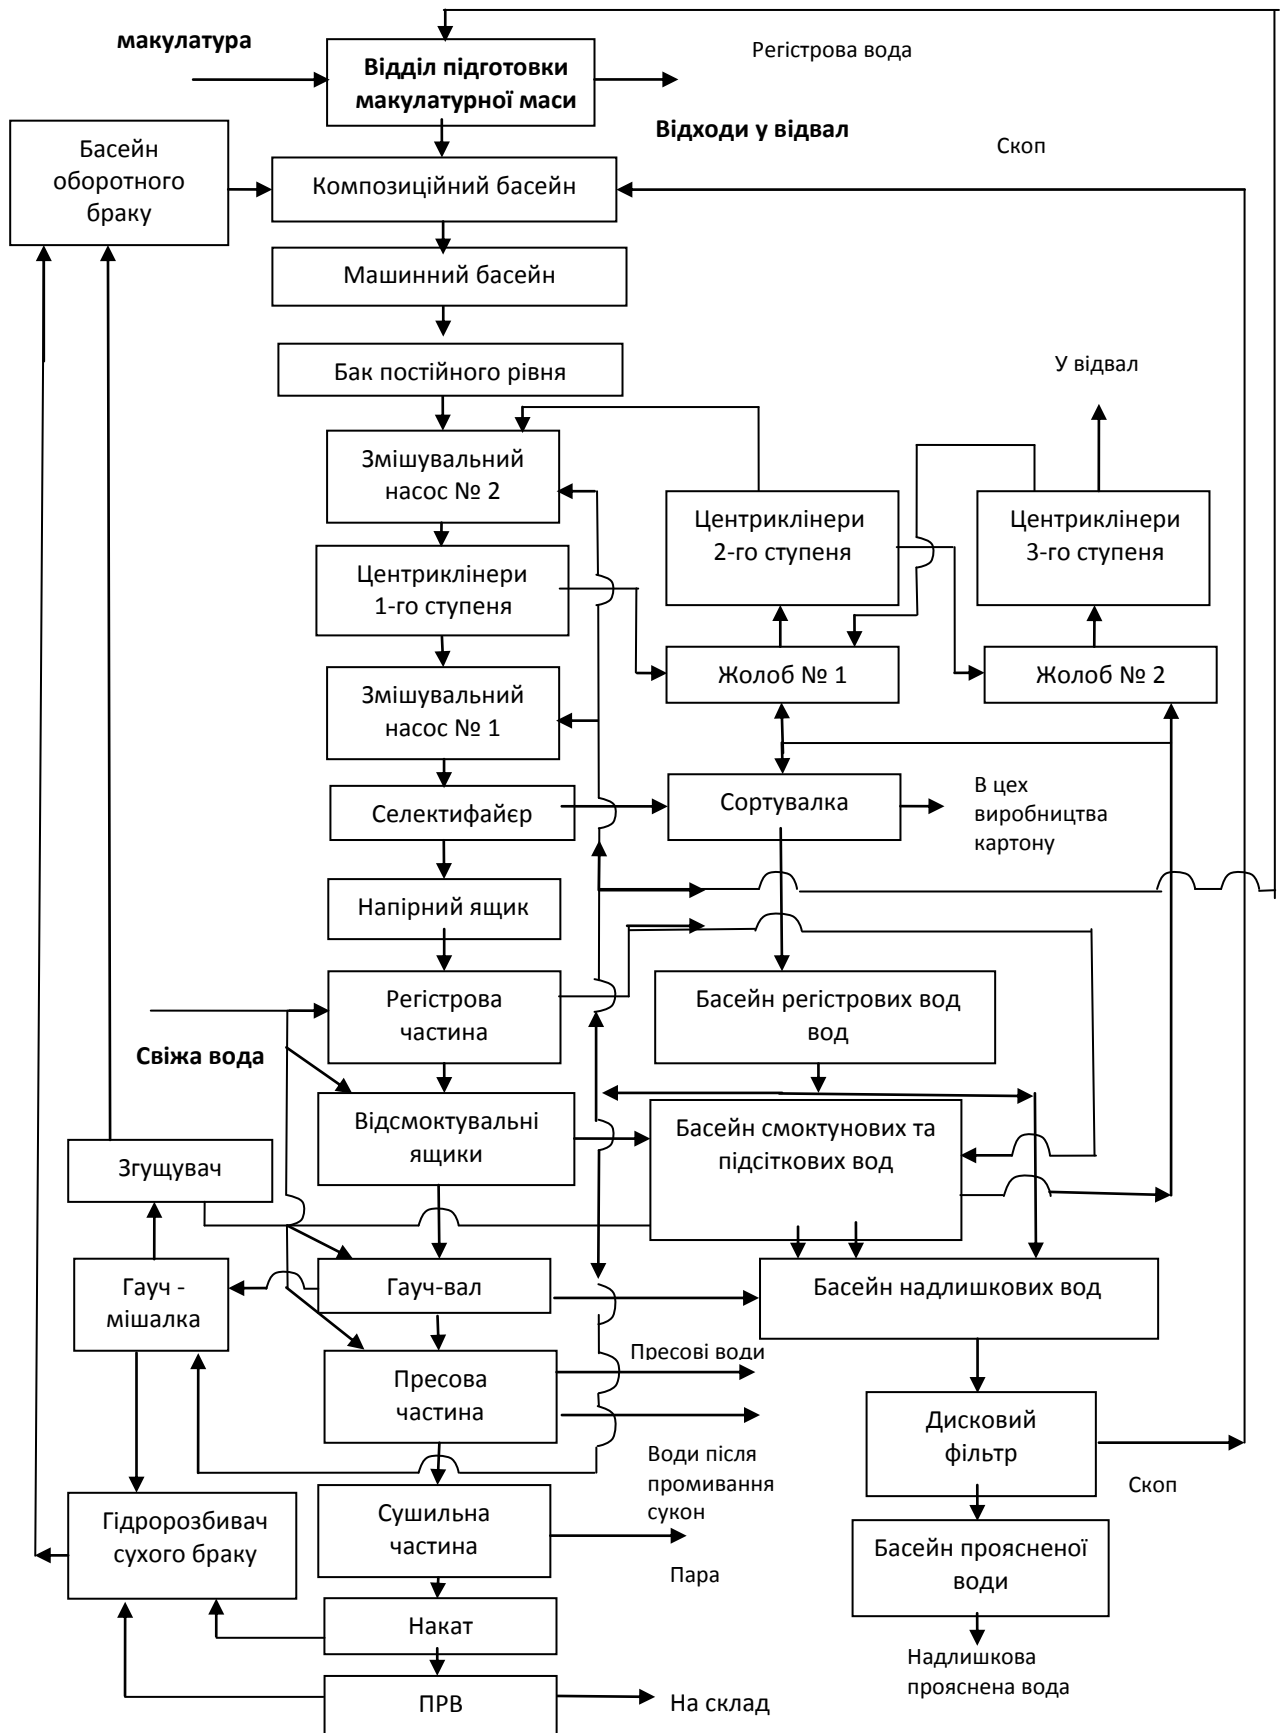 макулатура
Відділ підготовки
макулатурної маси
Регістрова вода
Відходи у відвал
Скоп
Басейн
оборотного
браку
Композиційний басейн
Машинний басейн
Бак постійного рівня
У відвал
Змішувальний
насос № 2
Центриклінери
2-го ступеня
Центриклінери
3-го ступеня
Центриклінери
1-го ступеня
Жолоб № 1
Жолоб № 2
Змішувальний
насос № 1
Селектифайєр
Сортувалка
В цех
виробництва
картону
Напірний ящик
Регістрова
частина
Басейн регістрових вод
вод
Свіжа вода
Відсмоктувальні
ящики
Басейн смоктунових та
підсіткових вод
Згущувач
Гауч -
мішалка
Гауч-вал
Басейн надлишкових вод
Пресові води
Пресова
частина
Дисковий
фільтр
Води після
промивання
сукон
Скоп
Гідророзбивач
сухого браку
Сушильна
частина
Пара
Басейн проясненої
води
Накат
Надлишкова
прояснена вода
ПРВ
На склад